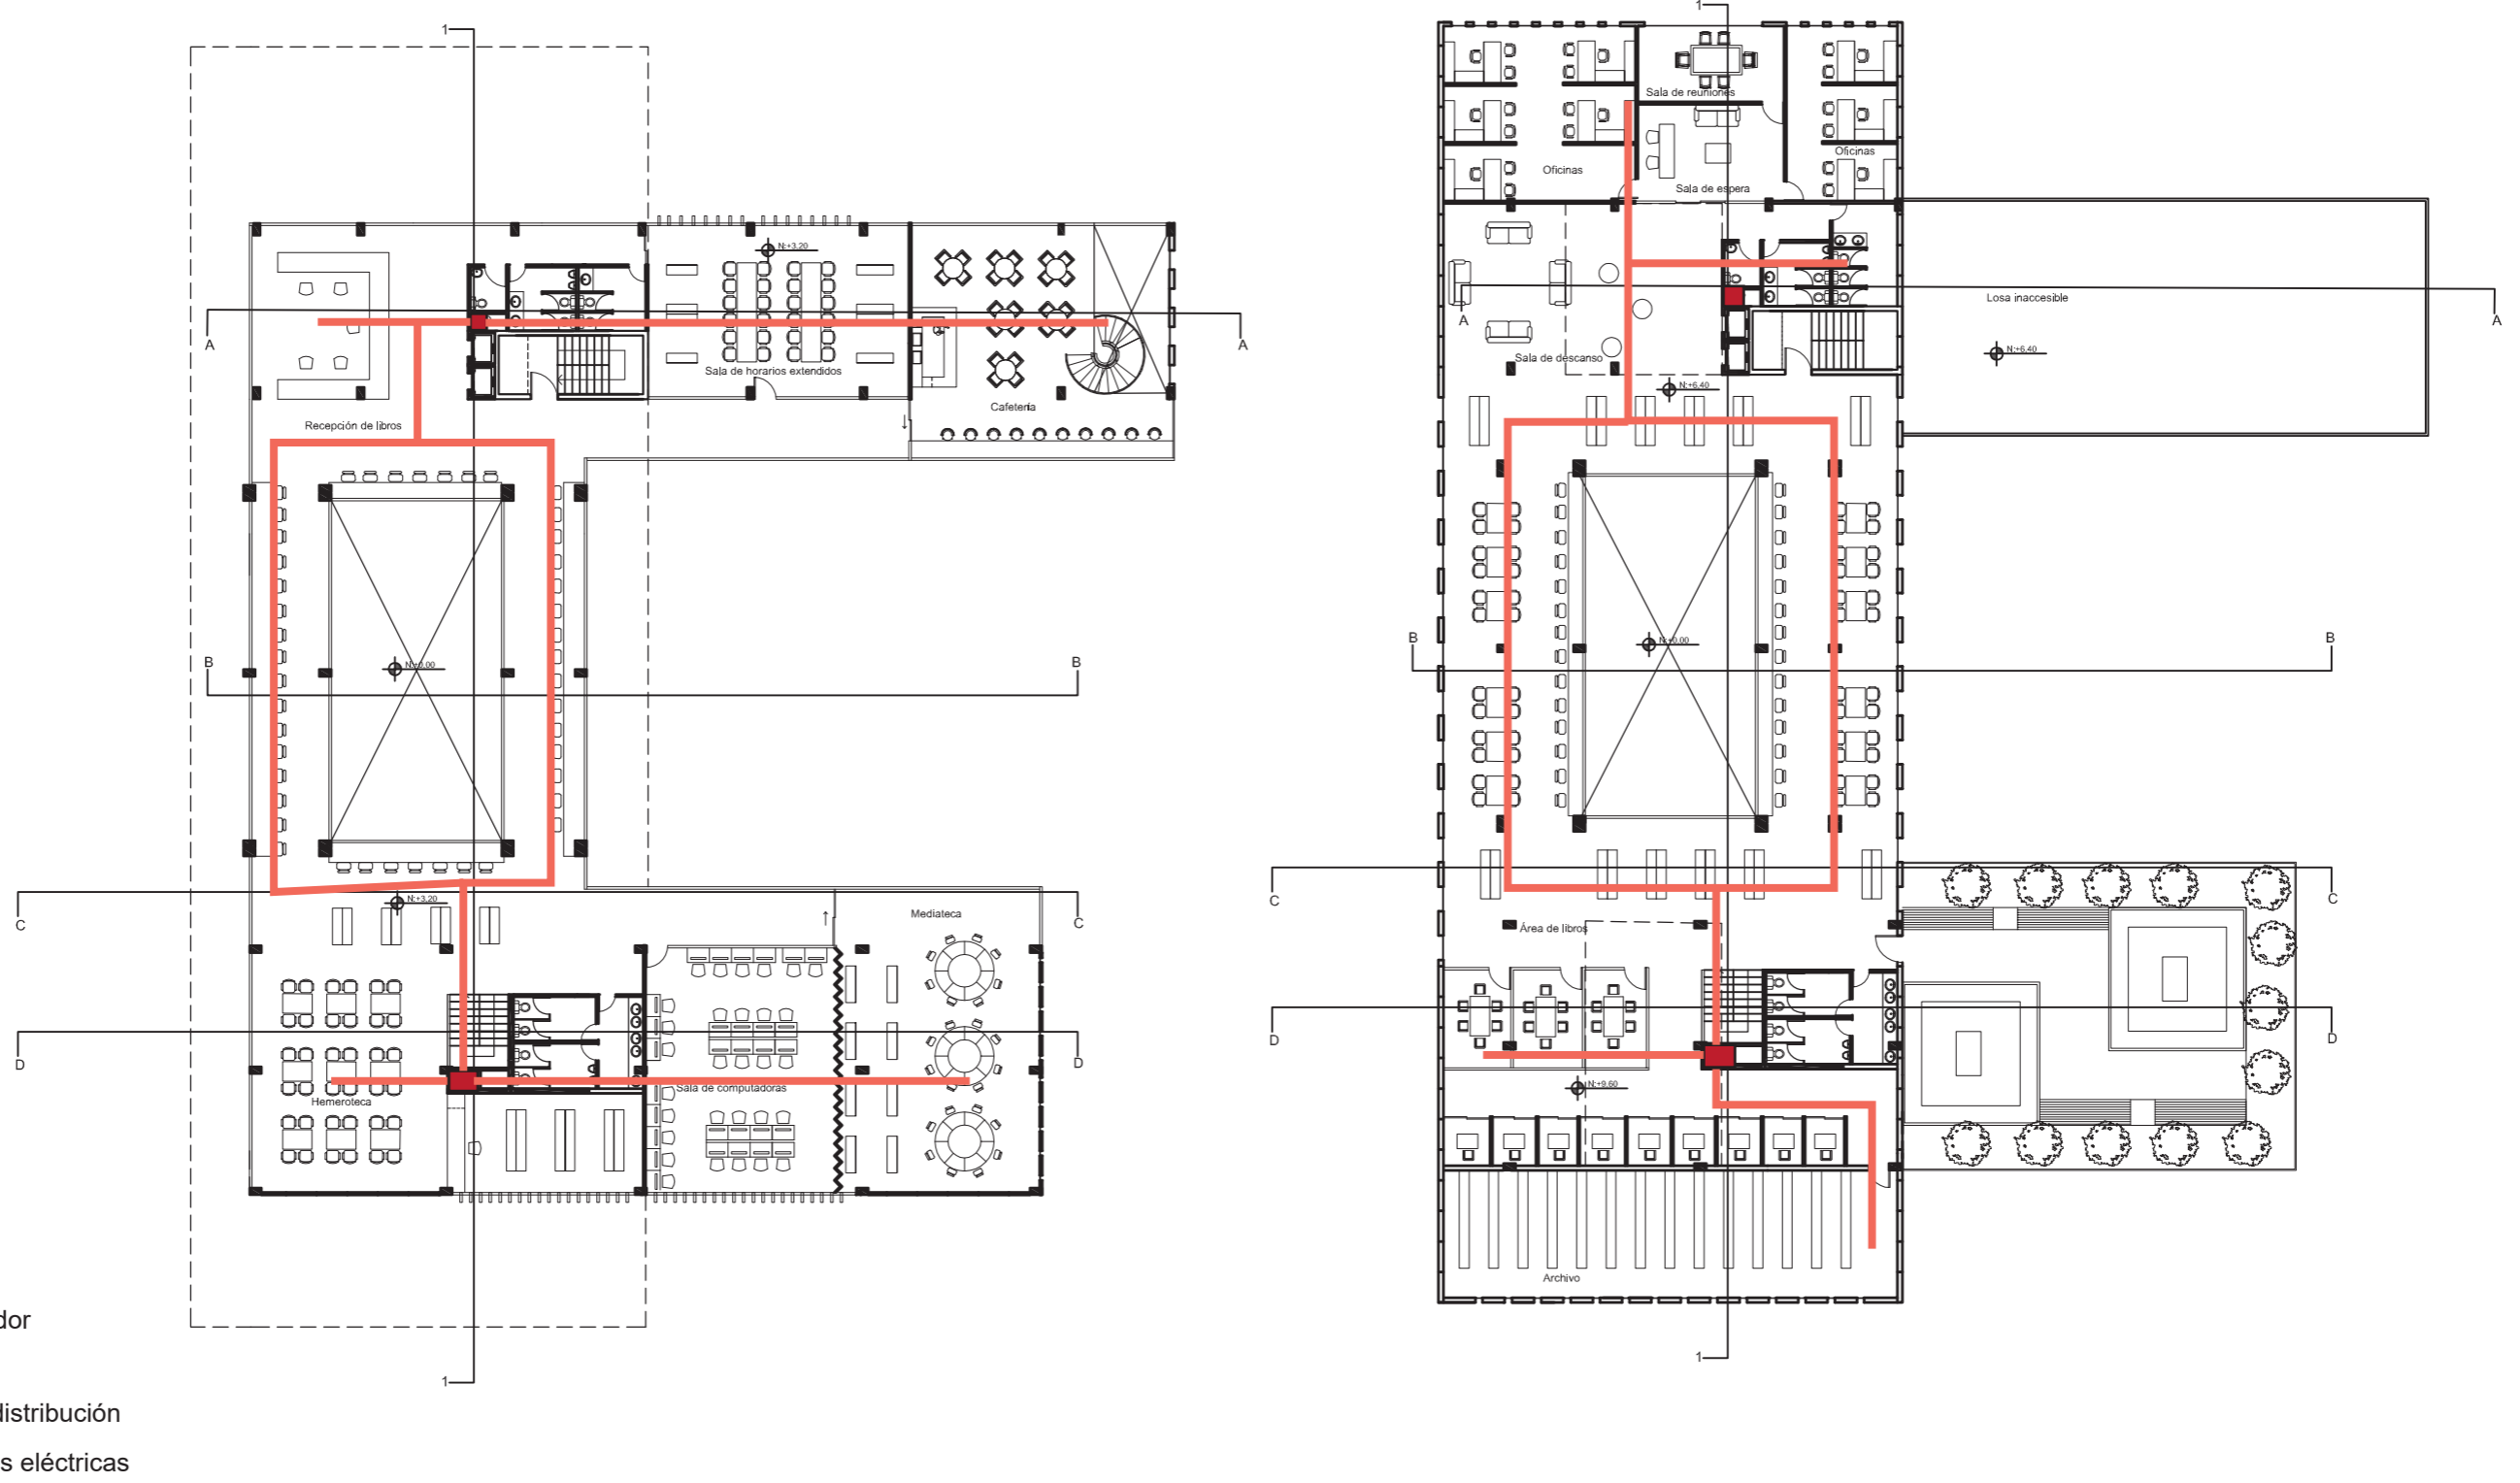 1
N:+3.20
A
A
Sala de horarios extendidos
Cafetería
Recepción de libros
B
B
N:+0.00
C
C
N:+3.20
Mediateca
D
D
Sala de computadoras
Hemeroteca
1
dor
distribución
s eléctricas
1
Sala de reuniones
Oficinas
Oficinas
Sala de espera
Losa inaccesible
A
A
N:+6.40
Sala de descanso
N:+6.40
B
B
N:+0.00
C
C
Área de libros
D
D
N:+9.60
Archivo
1